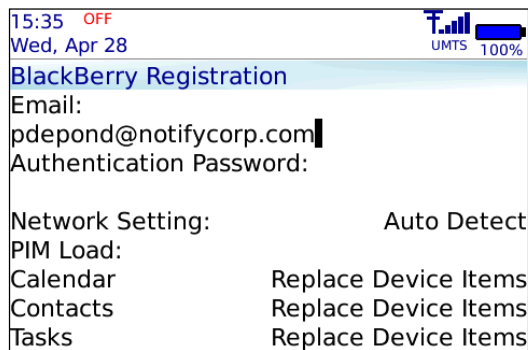 15:35 OFF
Wed, Apr 28
UMTS 100%
BlackBerry Registration
Email:
pdepond@notifycorp.com
Authentication Password:
Network Setting: Auto Detect
PIM Load:
Calendar Replace Device Items
Contacts Replace Device Items
Tasks Replace Device Items